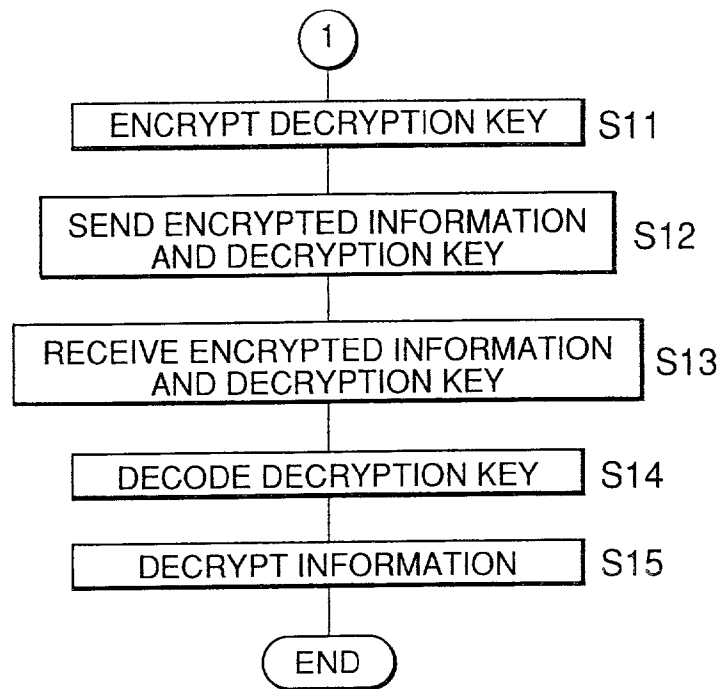 1
ENCRYPT DECRYPTION KEY S11
SEND ENCRYPTED INFORMATION
AND DECRYPTION KEY S12
RECEIVE ENCRYPTED INFORMATION
AND DECRYPTION KEY S13
DECODE DECRYPTION KEY S14
DECRYPT INFORMATION S15
END